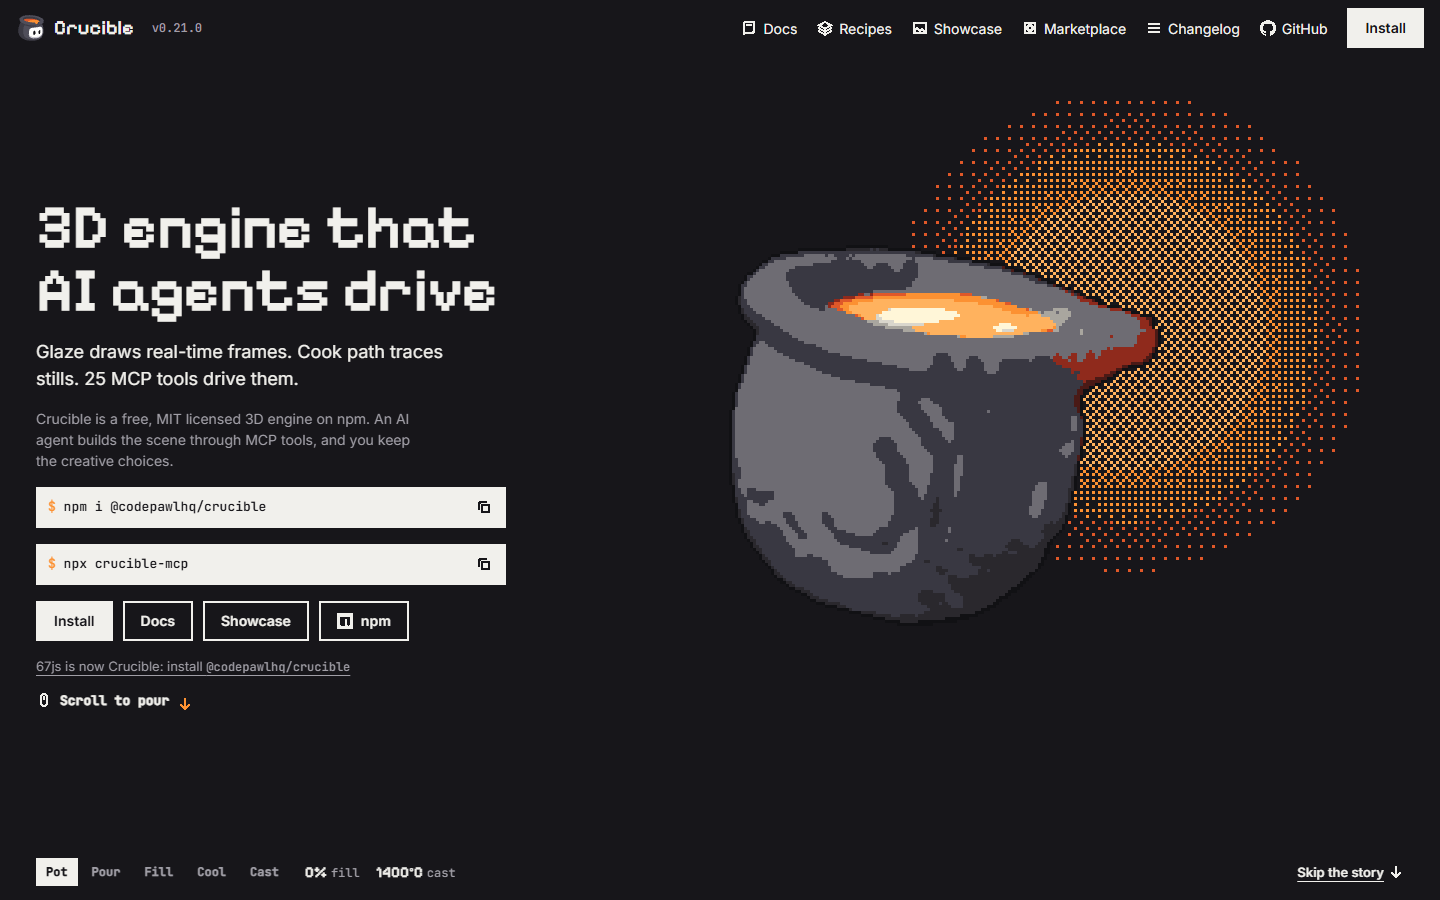 Crucible v0.21.0
Docs Recipes Showcase Marketplace Changelog GitHub Install
3D engine that
AI agents drive
Glaze draws real-time frames. Cook path traces
stills. 25 MCP tools drive them.
Crucible is a free, MIT licensed 3D engine on npm. An AI
agent builds the scene through MCP tools, and you keep
the creative choices.
$ npm i @codepawlhq/crucible
$ npx crucible-mcp
Install Docs Showcase npm
67js is now Crucible: install @codepawlhq/crucible
Scroll to pour
Pot Pour Fill Cool Cast 0% fill 1400°C cast
Skip the story